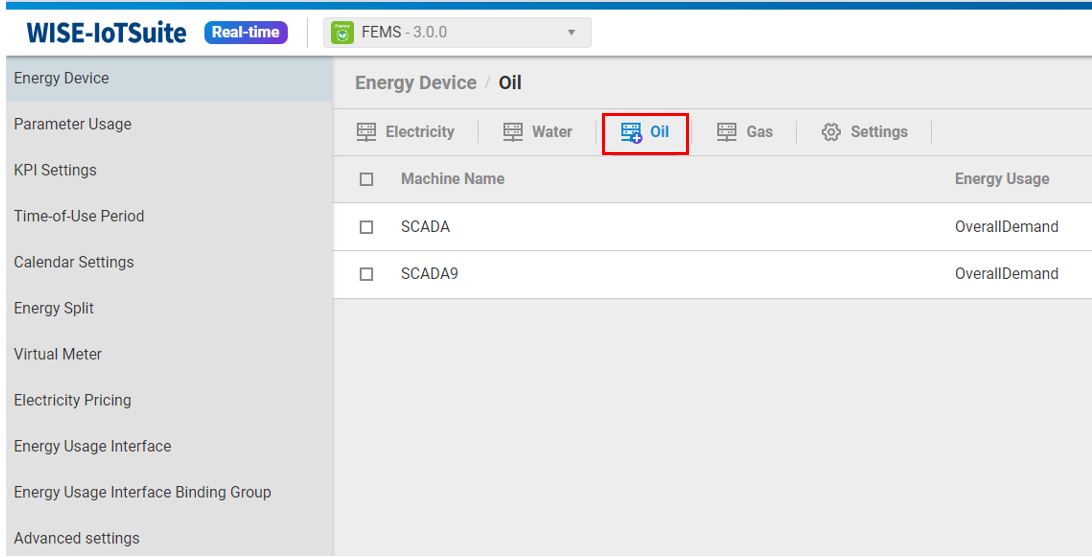 WISE-IoTSuite Real-time FEMS - 3.0.0
Energy Device
Parameter Usage
KPI Settings
Time-of-Use Period
Calendar Settings
Energy Split
Virtual Meter
Electricity Pricing
Energy Usage Interface
Energy Usage Interface Binding Group
Advanced settings
Energy Device / Oil
Electricity Water Oil Gas Settings
Machine Name Energy Usage
SCADA OverallDemand
SCADA9 OverallDemand